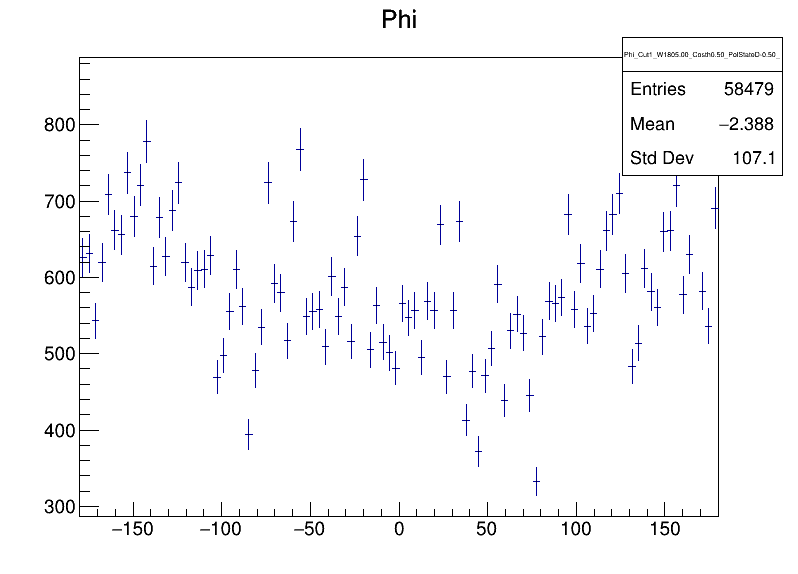 Phi
Phi_Cut1_W1805.00_Costh0.50_PolStateD-0.50_
Entries 58479
Mean −2.388
Std Dev 107.1
800
700
600
500
400
300
−150 −100 −50 0 50 100 150